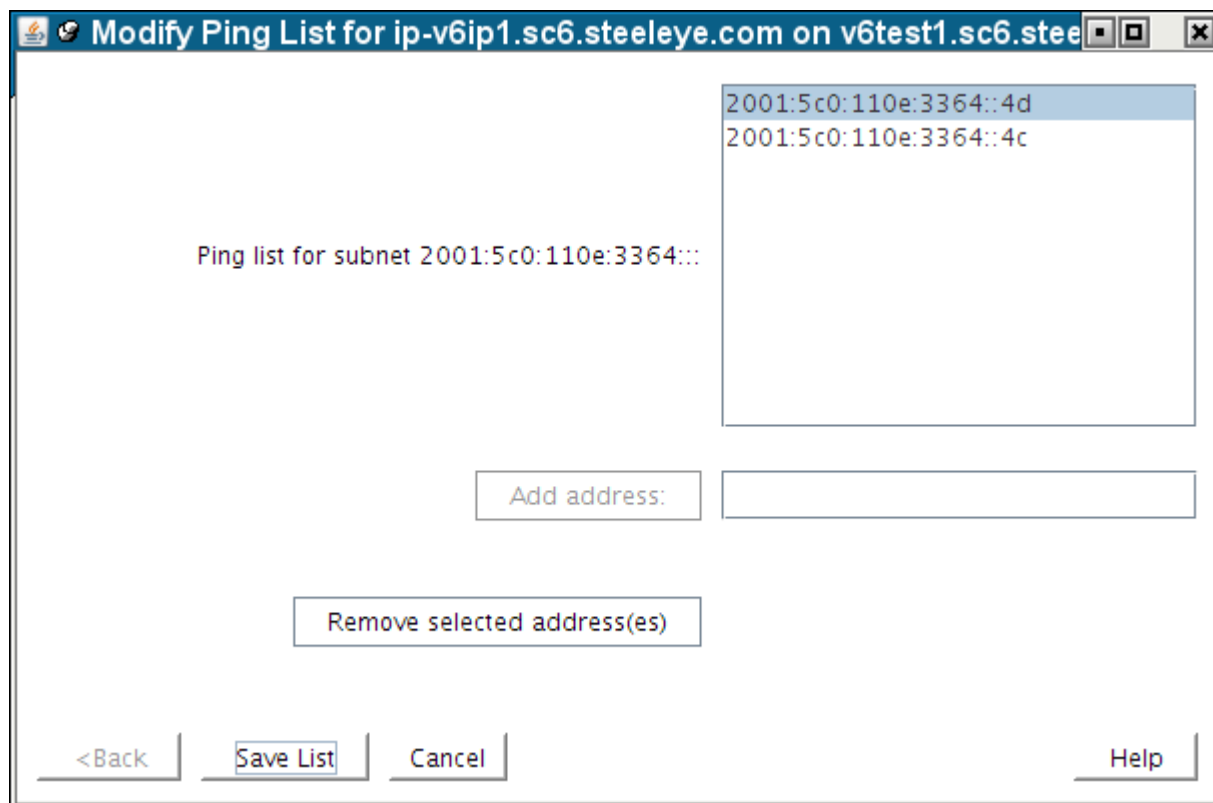 Modify Ping List for ip-v6ip1.sc6.steeleye.com on v6test1.sc6.stee
2001:5c0:110e:3364::4d
2001:5c0:110e:3364::4c
Ping list for subnet 2001:5c0:110e:3364:::
Add address:
Remove selected address(es)
<Back
Save List
Cancel
Help